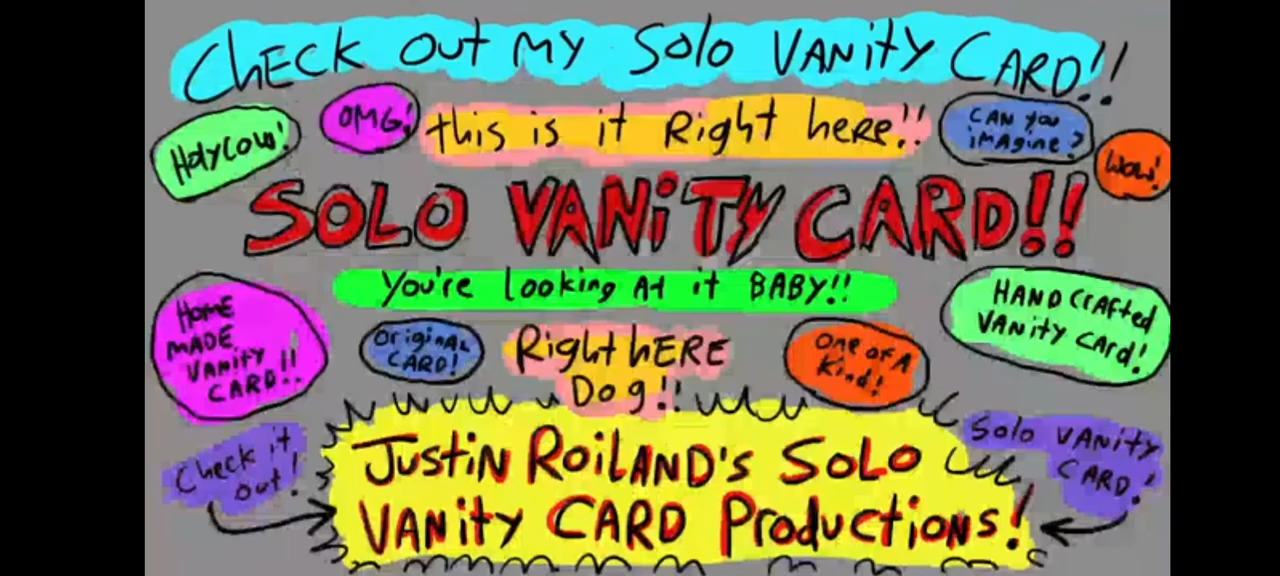 CHECK Out MY Solo VANity CARD!!
HolyCow!
OMG!
this is it Right here!!
CAN you
iMAgine?
Wow!
SOLO VANiTy CARD!!
You're looking At it BABY!!
HOME
MADE
VANity
CARD!!
OriginAL
CARD!
Right hERE
Dog!!
One of A
Kind!
HAND CRAfted
VANity CArd!
Check it
out!
JUStiN RoiLAND's SoLo
VANity CARD Productions!
Solo VANity
CARD!